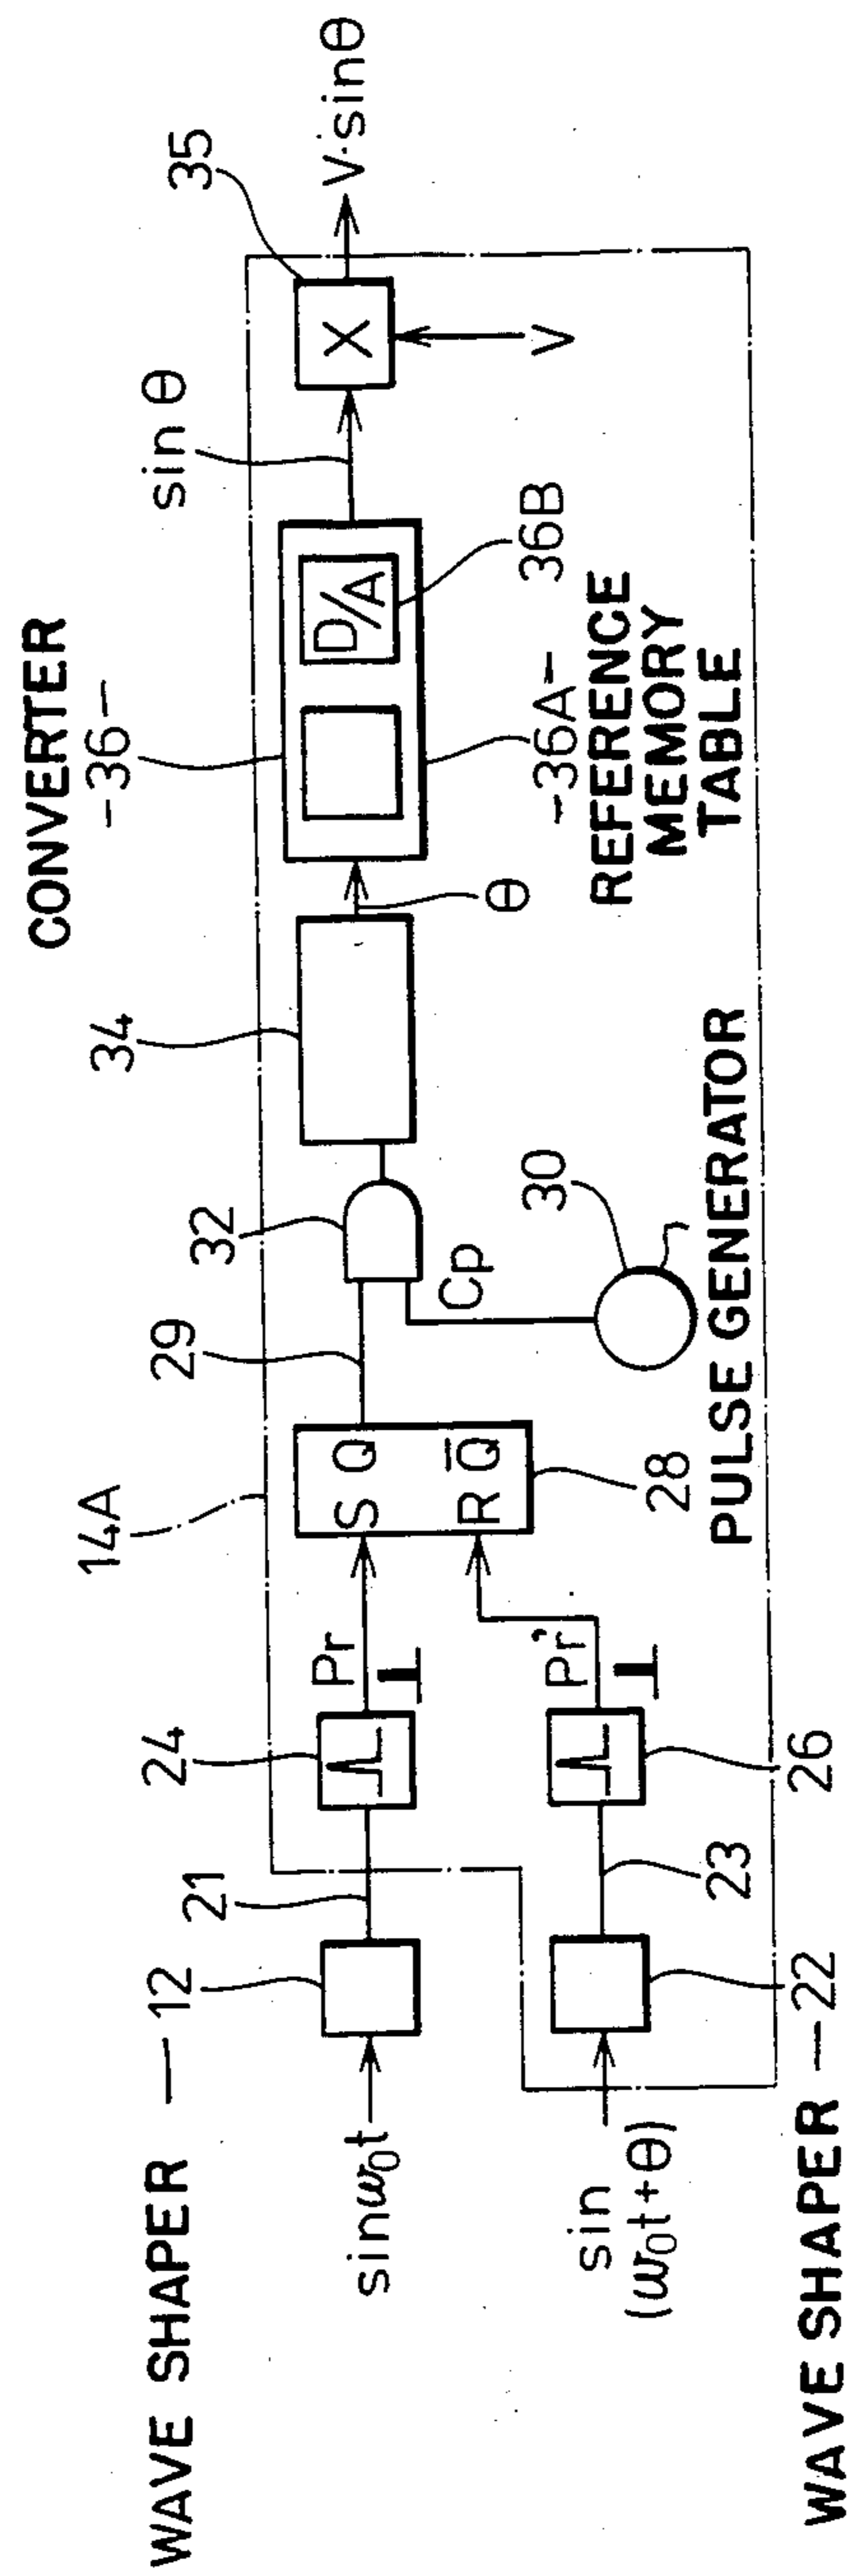 CONVERTER
-36-
WAVE SHAPER —12
21
24
14A
29
32
34
sin θ
35
sinω₀t
Pr
S Q
R Q̅
D/A
X
V·sinθ
θ
36B
V
-36A-
REFERENCE
MEMORY
TABLE
Cp
30
PULSE GENERATOR
28
Pr'
sin
(ω₀t+θ)
23
26
WAVE SHAPER —22